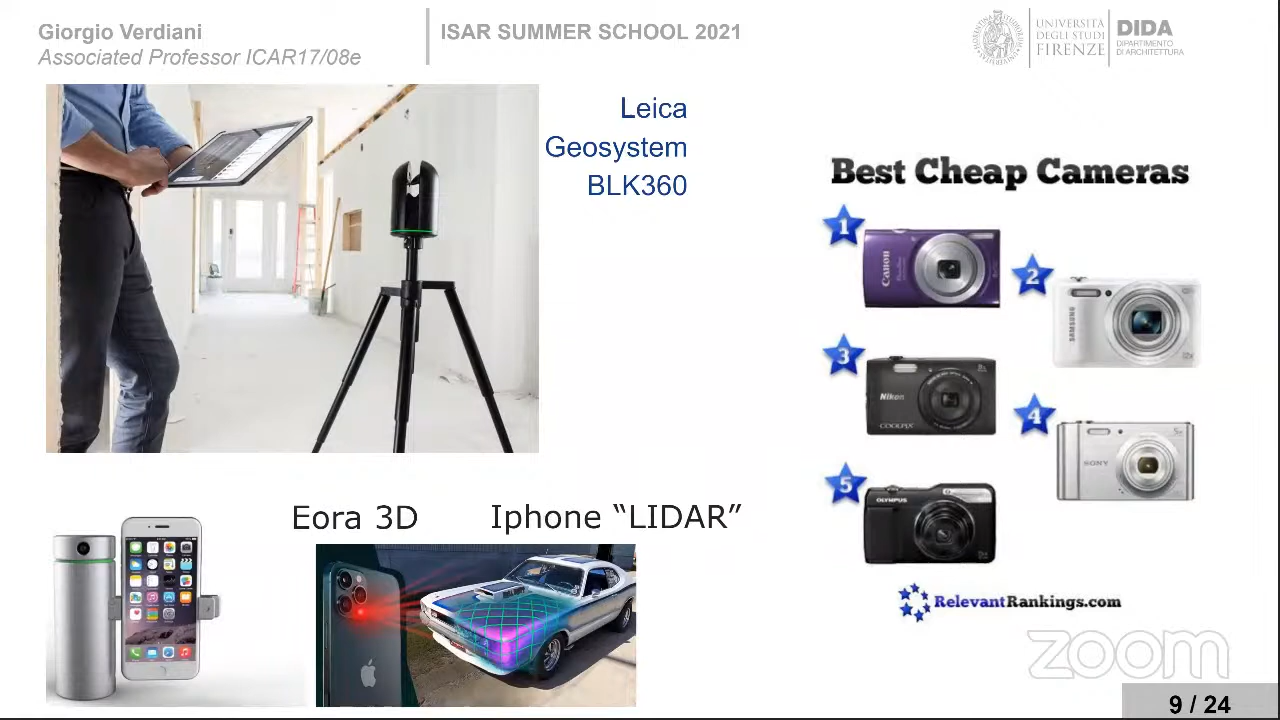 Giorgio Verdiani
Associated Professor ICAR17/08e
ISAR SUMMER SCHOOL 2021
UNIVERSITÀ
DEGLI STUDI
FIRENZE
DIDA
DIPARTIMENTO
DI ARCHITETTURA
Leica
Geosystem
BLK360
Best Cheap Cameras
1
Canon
2
SAMSUNG
3
Nikon
COOLPIX
4
SONY
5
OLYMPUS
RelevantRankings.com
Eora 3D
Iphone “LIDAR”
zoom
9 / 24